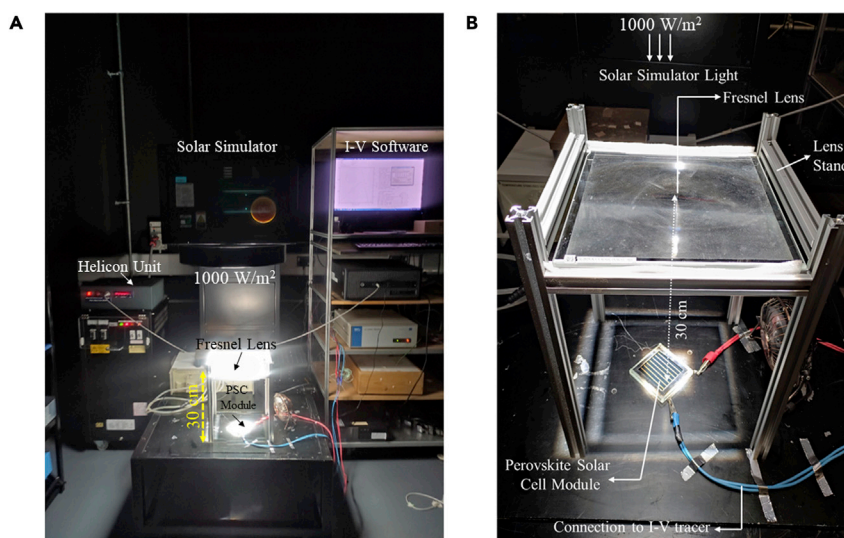 A
Solar Simulator
I-V Software
Helicon Unit
1000 W/m²
Fresnel Lens
30 cm
PSC
Module
B
1000 W/m²
Solar Simulator Light
Fresnel Lens
Lens
Stand
30 cm
Perovskite Solar
Cell Module
Connection to I-V tracer